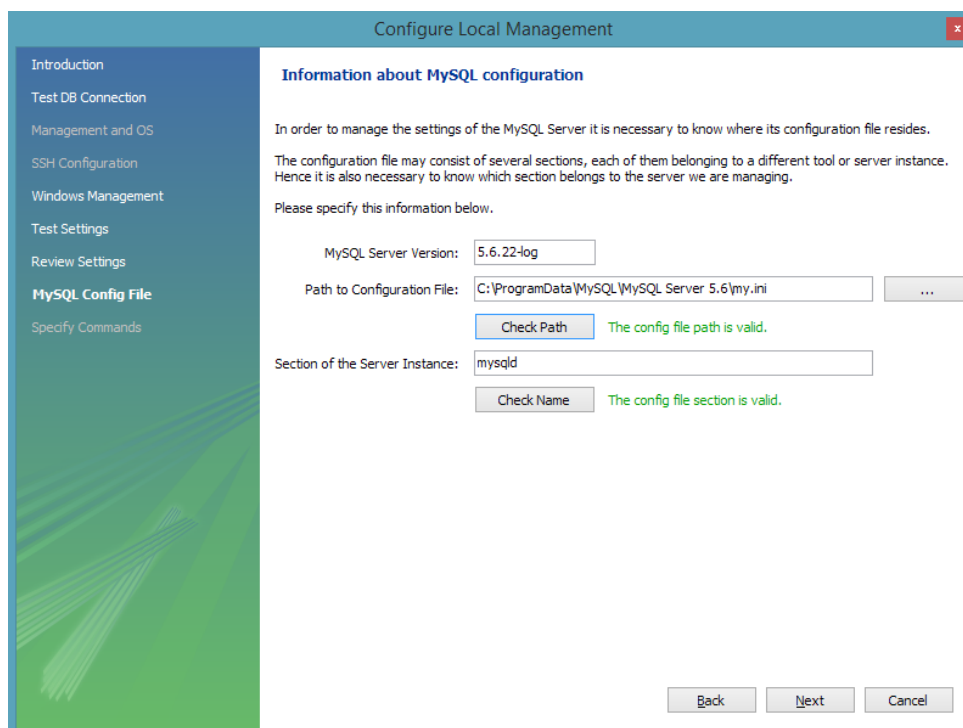 Configure Local Management
x
Introduction
Test DB Connection
Management and OS
SSH Configuration
Windows Management
Test Settings
Review Settings
MySQL Config File
Specify Commands
Information about MySQL configuration
In order to manage the settings of the MySQL Server it is necessary to know where its configuration file resides.
The configuration file may consist of several sections, each of them belonging to a different tool or server instance.
Hence it is also necessary to know which section belongs to the server we are managing.
Please specify this information below.
MySQL Server Version: 5.6.22-log
Path to Configuration File: C:\ProgramData\MySQL\MySQL Server 5.6\my.ini ...
Check Path The config file path is valid.
Section of the Server Instance: mysqld
Check Name The config file section is valid.
Back Next Cancel